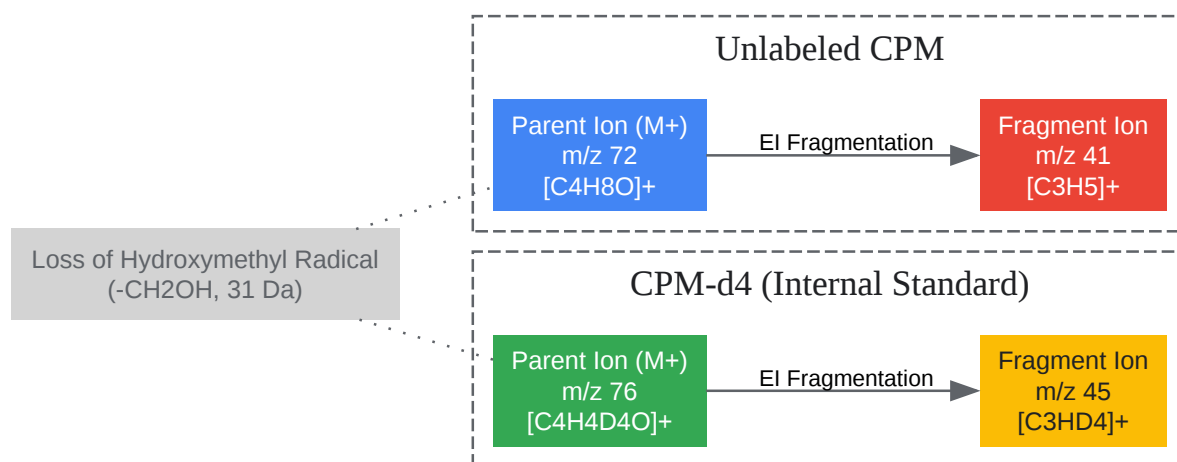 Unlabeled CPM
Parent Ion (M+)
m/z 72
[C4H8O]+
EI Fragmentation
Fragment Ion
m/z 41
[C3H5]+
Loss of Hydroxymethyl Radical
(-CH2OH, 31 Da)
CPM-d4 (Internal Standard)
Parent Ion (M+)
m/z 76
[C4H4D4O]+
EI Fragmentation
Fragment Ion
m/z 45
[C3HD4]+